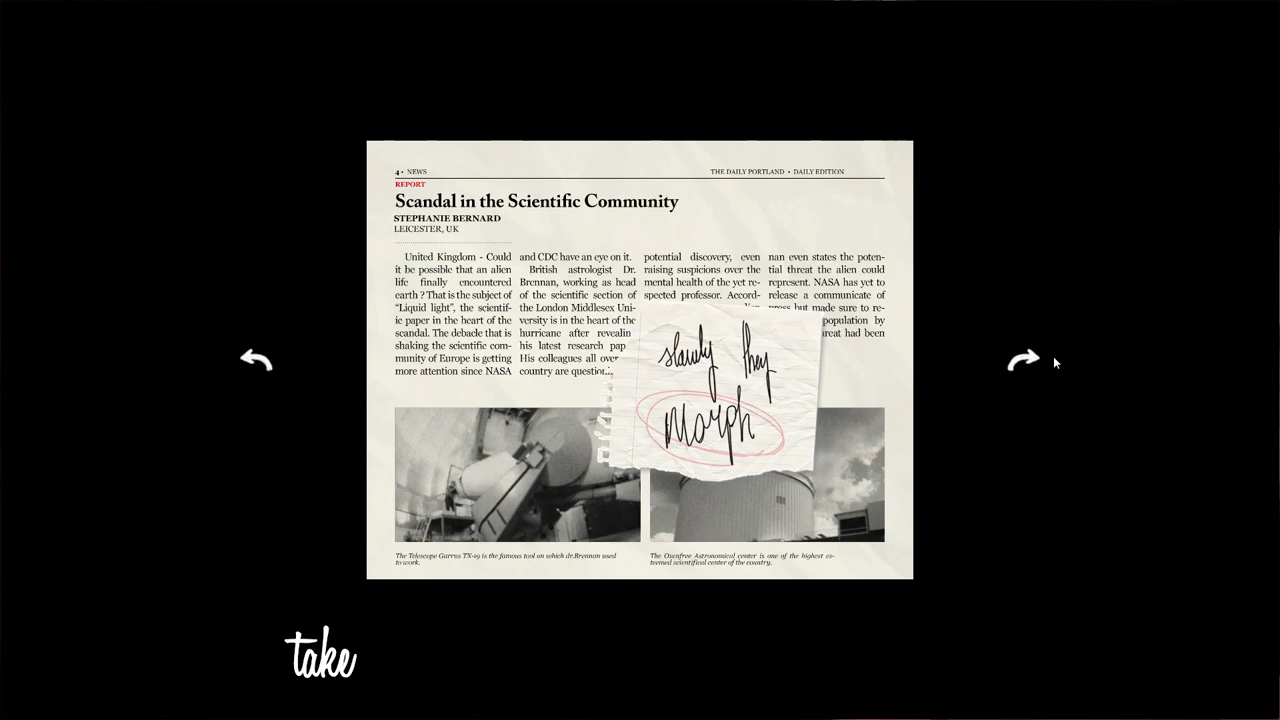 4 • NEWS
THE DAILY PORTLAND • DAILY EDITION
REPORT
Scandal in the Scientific Community
STEPHANIE BERNARD
LEICESTER, UK
United Kingdom - Could
it be possible that an alien
life finally encountered
earth ? That is the subject of
“Liquid light”, the scientif-
ic paper in the heart of the
scandal. The debacle that is
shaking the scientific com-
munity of Europe is getting
more attention since NASA
and CDC have an eye on it.
British astrologist Dr.
Brennan, working as head
of the scientific section of
the London Middlesex Uni-
versity is in the heart of the
hurricane after revealin
his latest research pap
His colleagues all over
country are question
potential discovery, even
raising suspicions over the
mental health of the yet re-
spected professor. Accord-
nan even states the poten-
tial threat the alien could
represent. NASA has yet to
release a communicate of
press but made sure to re-
population by
reat had been
slowly they
Morph
The Telescope Garrus TX-19 is the famous tool on which dr.Brennan used
to work.
The Oxenfree Astronomical center is one of the highest es-
teemed scientifical center of the country.
take